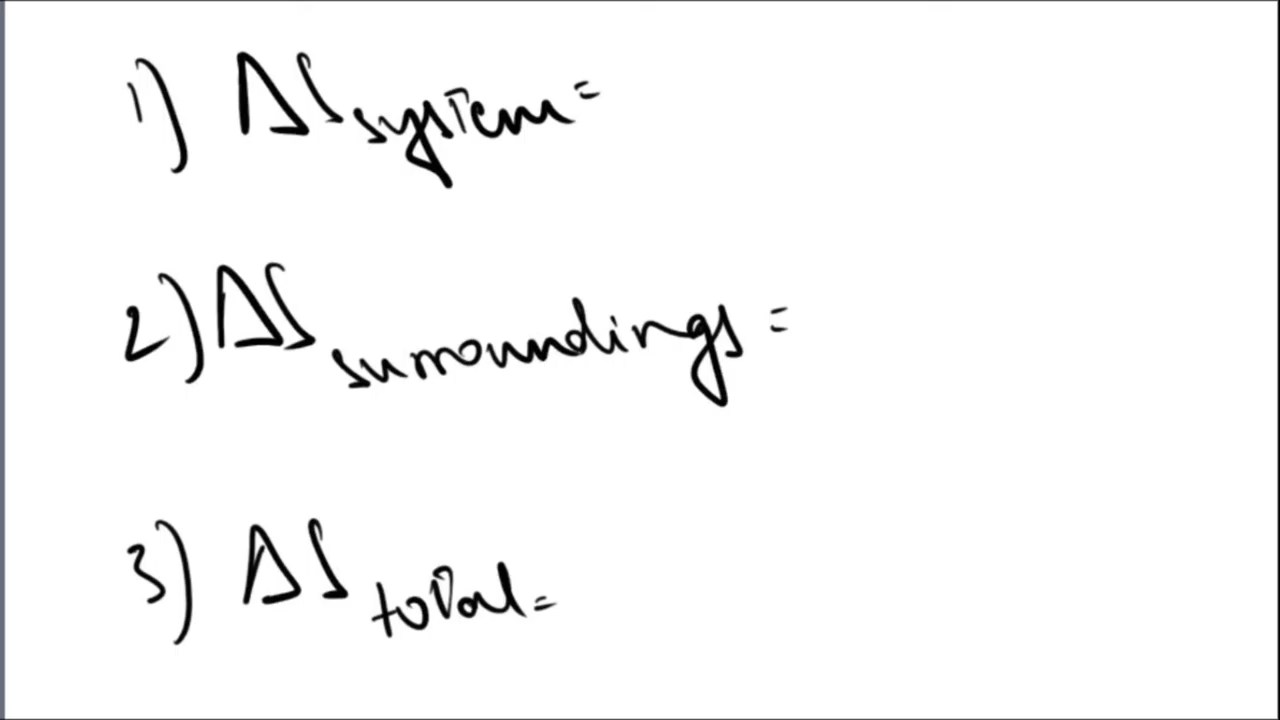 1) ΔS system =
2) ΔS surroundings =
3) ΔS total =